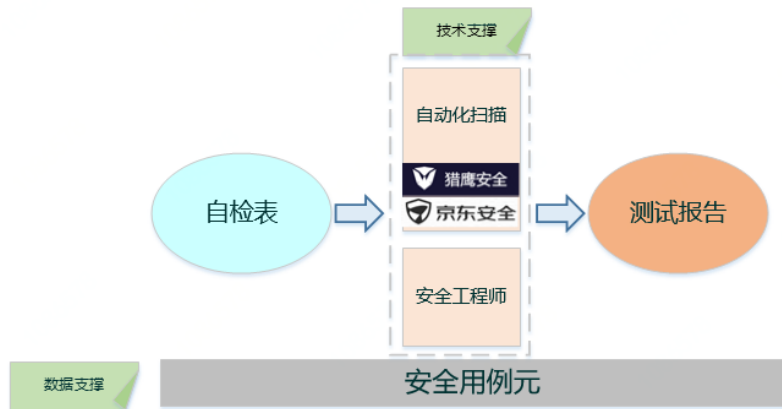 技术支撑
自动化扫描
猎鹰安全
京东安全
自检表
测试报告
安全工程师
数据支撑
安全用例元